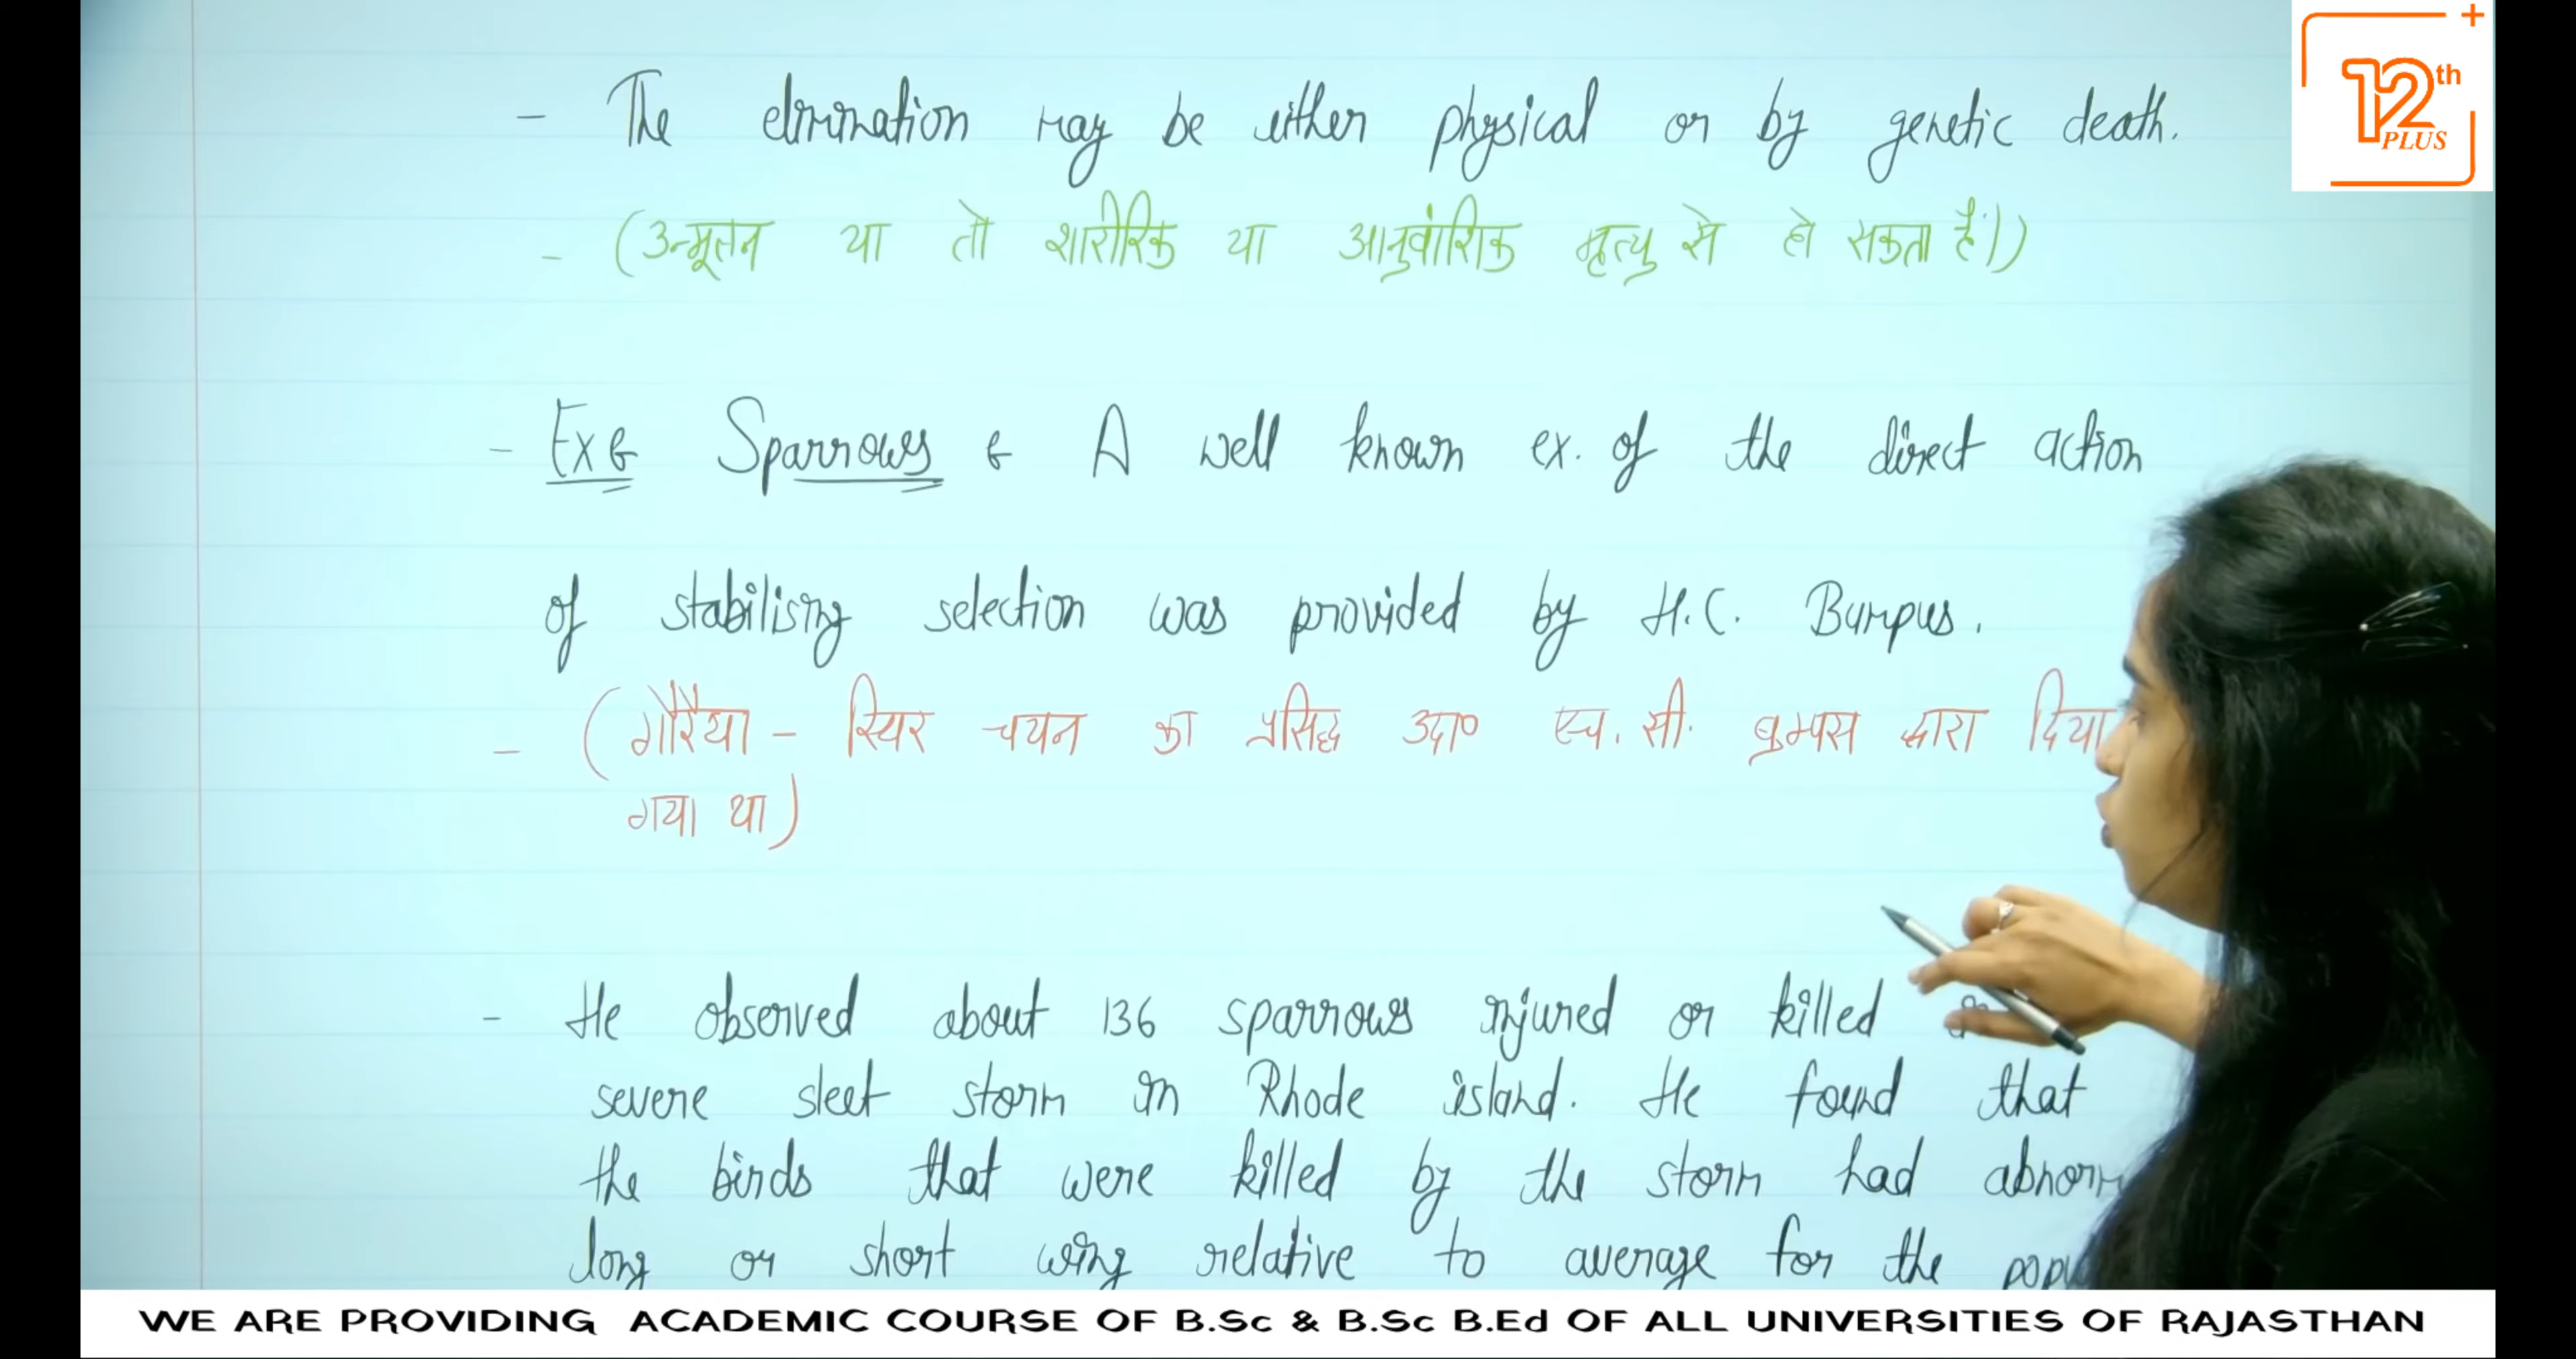 - The elimination may be either physical or by genetic death.
- (उन्मूलन या तो शारीरिक या आनुवांशिक मृत्यु से हो सकता है।)
- Ex:- Sparrows :- A well known ex. of the direct action
of stabilising selection was provided by H.C. Bumpus.
- (गौरैया - स्थिर चयन का प्रसिद्ध उदा० एच. सी. बुम्पस द्वारा दिया
गया था)
- He observed about 136 sparrows injured or killed
severe sleet storm in Rhode island. He found that
the birds that were killed by the storm had
long or short wing relative to average for the
12th
PLUS
WE ARE PROVIDING ACADEMIC COURSE OF B.Sc & B.Sc B.Ed OF ALL UNIVERSITIES OF RAJASTHAN